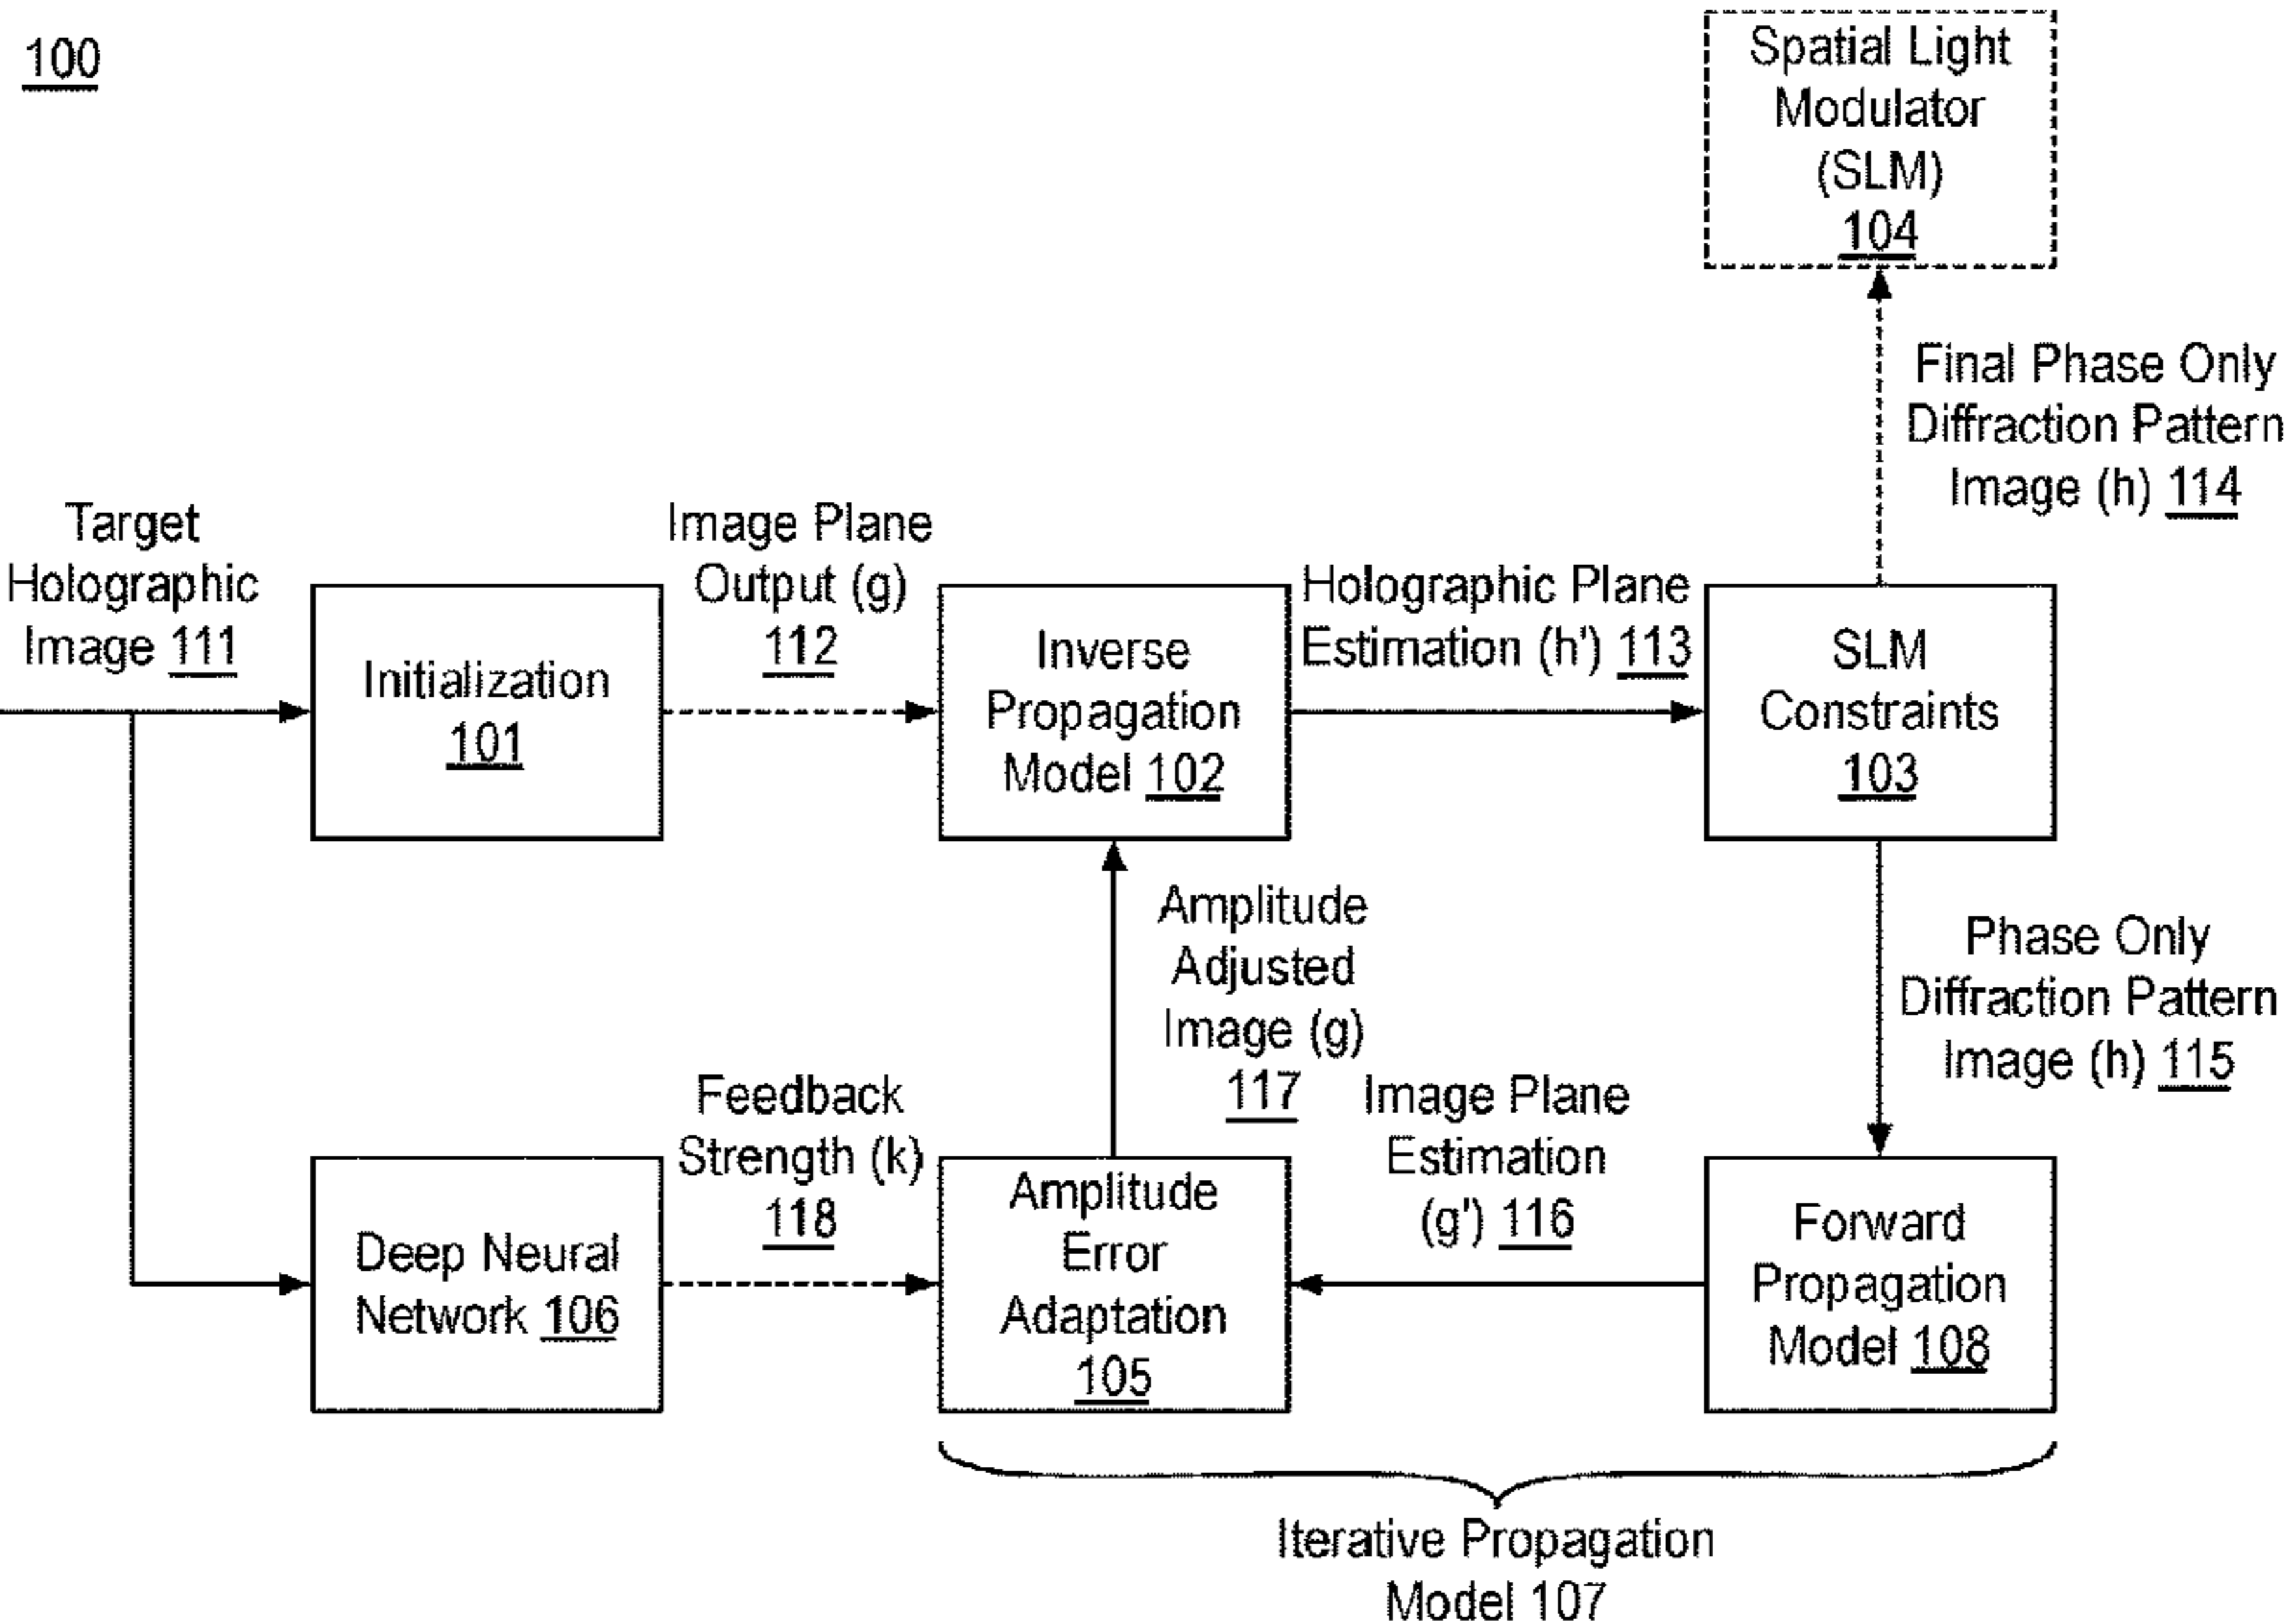 100
Spatial Light
Modulator
(SLM)
104
Final Phase Only
Diffraction Pattern
Image (h) 114
Target
Holographic
Image 111
Initialization
101
Image Plane
Output (g)
112
Inverse
Propagation
Model 102
Holographic Plane
Estimation (h') 113
SLM
Constraints
103
Amplitude
Adjusted
Image (g)
117
Phase Only
Diffraction Pattern
Image (h) 115
Deep Neural
Network 106
Feedback
Strength (k)
118
Amplitude
Error
Adaptation
105
Image Plane
Estimation
(g') 116
Forward
Propagation
Model 108
Iterative Propagation
Model 107